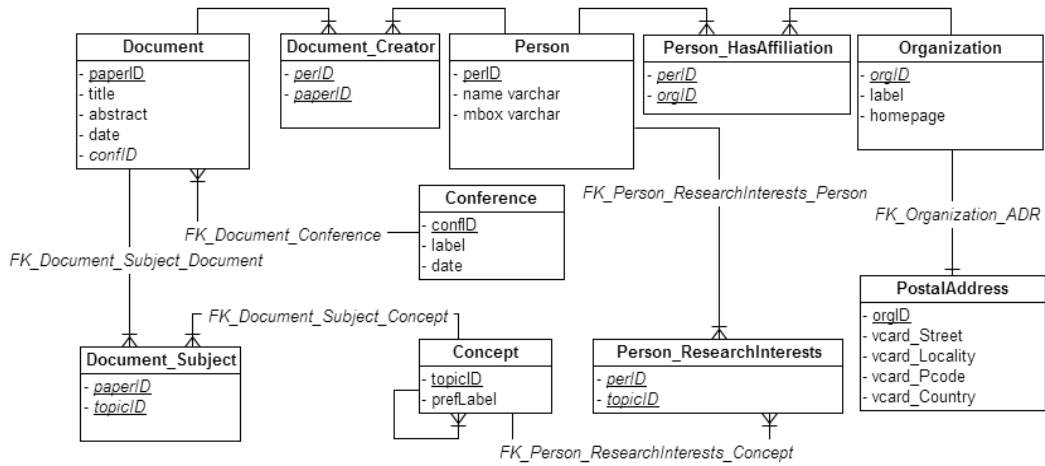 Document
- paperID
- title
- abstract
- date
- confID
Document_Creator
- perID
- paperID
Person
- perID
- name varchar
- mbox varchar
Person_HasAffiliation
- perID
- orgID
Organization
- orgID
- label
- homepage
FK_Document_Conference
Conference
- confID
- label
- date
FK_Person_ResearchInterests_Person
FK_Organization_ADR
FK_Document_Subject_Document
PostalAddress
- orgID
- vcard_Street
- vcard_Locality
- vcard_Pcode
- vcard_Country
FK_Document_Subject_Concept
Document_Subject
- paperID
- topicID
Concept
- topicID
- prefLabel
Person_ResearchInterests
- perID
- topicID
FK_Person_ResearchInterests_Concept